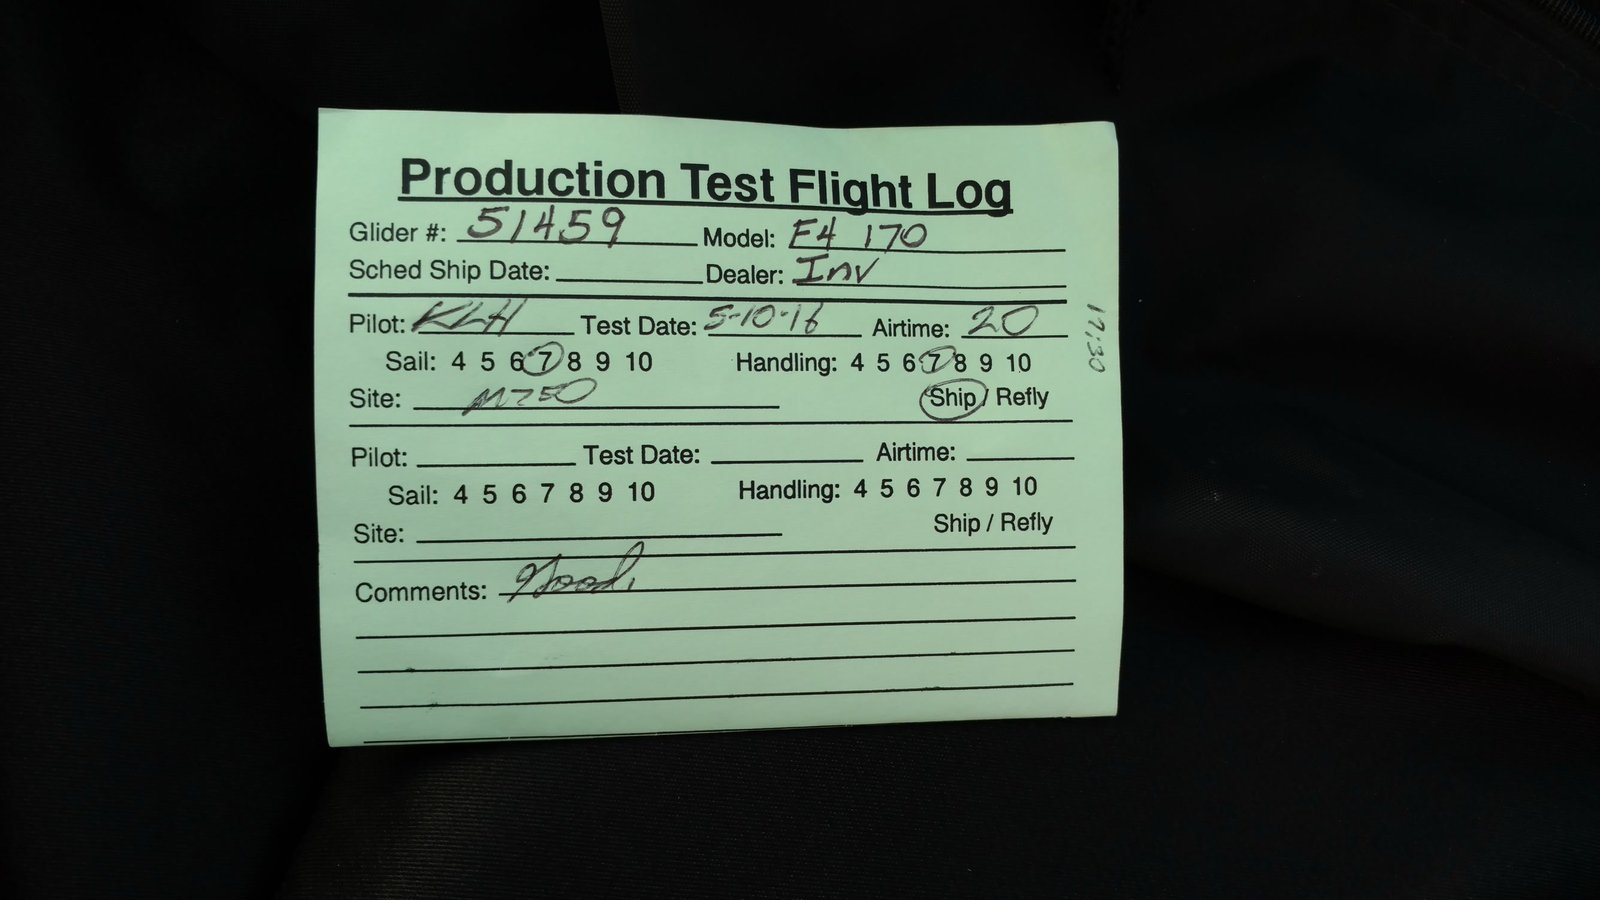 Production Test Flight Log
Glider #: 51459 Model: F4 170
Sched Ship Date: Dealer: Inv
Pilot: KLH Test Date: 5-10-16 Airtime: 20
17:30
Sail: 4 5 6 7 8 9 10 Handling: 4 5 6 7 8 9 10
Site: M750 Ship / Refly
Pilot: Test Date: Airtime:
Sail: 4 5 6 7 8 9 10 Handling: 4 5 6 7 8 9 10
Site: Ship / Refly
Comments: Good.